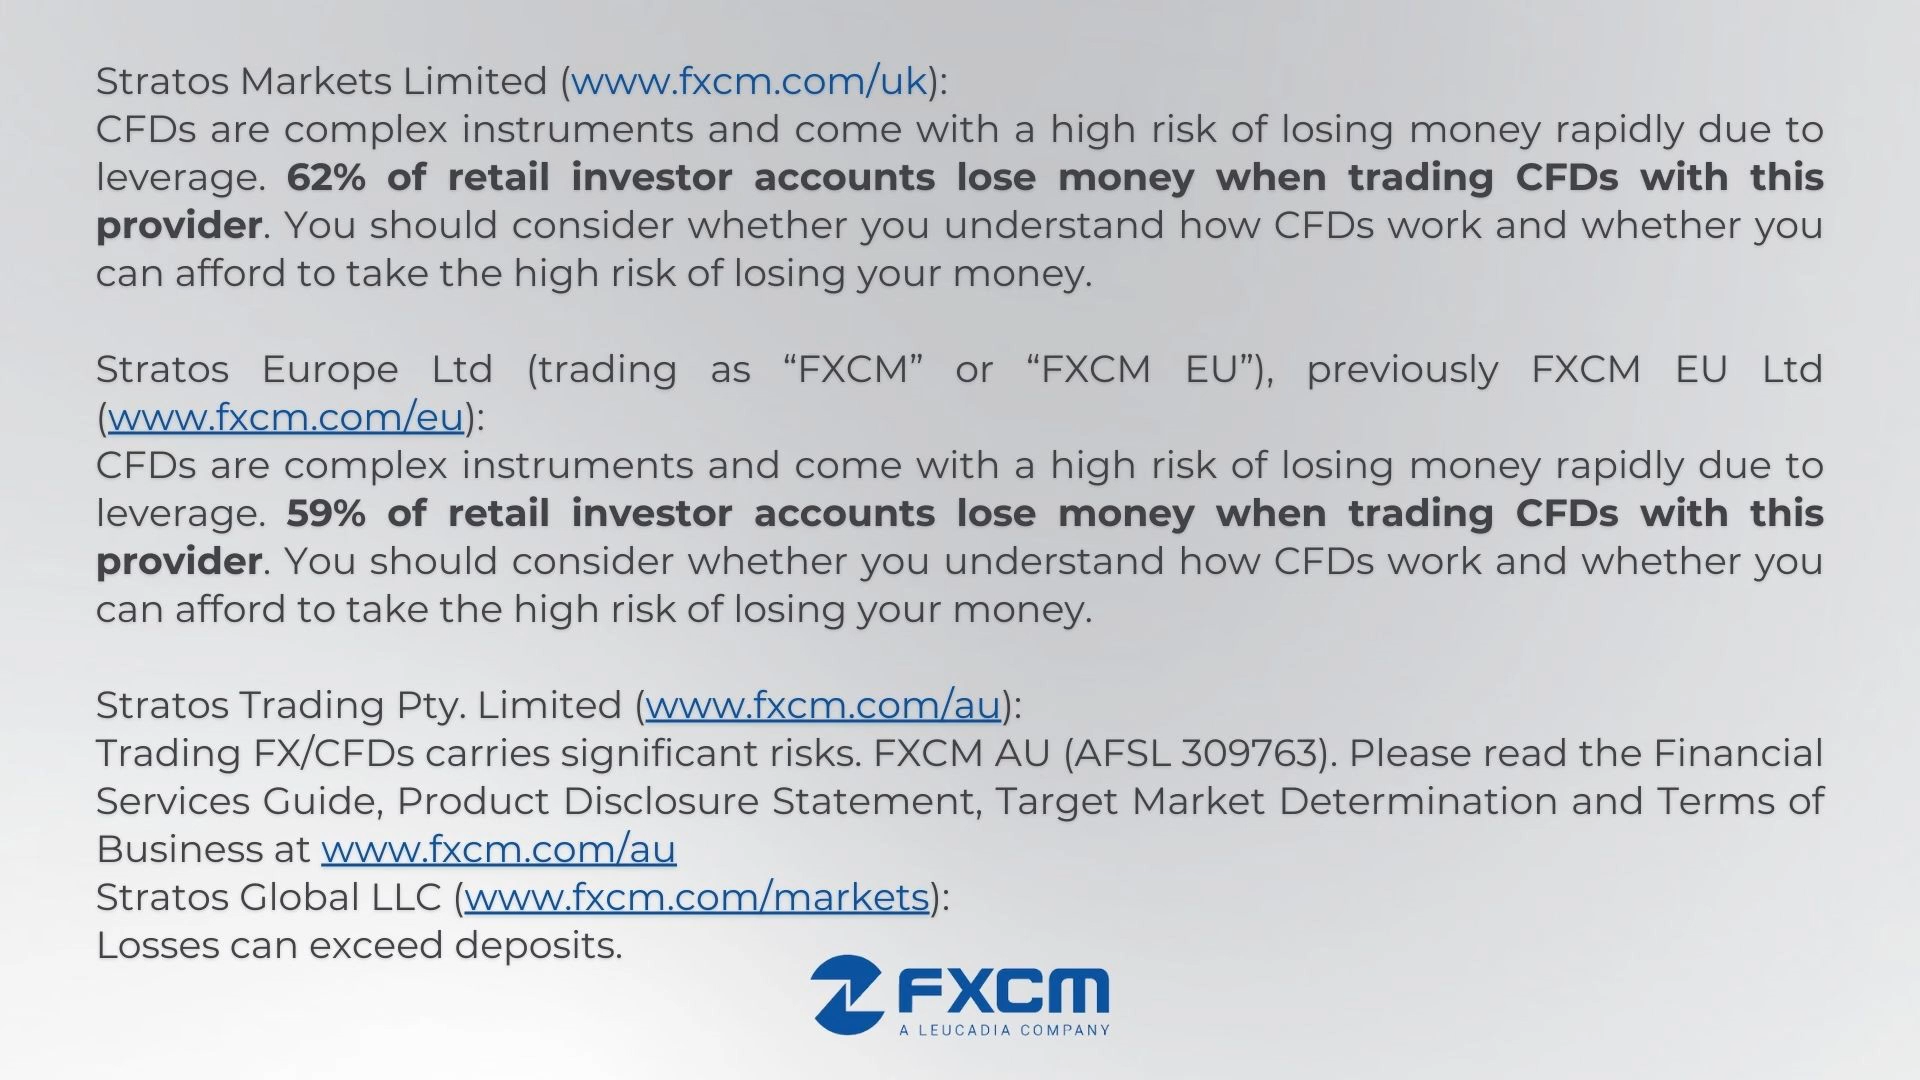 Stratos Markets Limited (www.fxcm.com/uk):
CFDs are complex instruments and come with a high risk of losing money rapidly due to
leverage. 62% of retail investor accounts lose money when trading CFDs with this
provider. You should consider whether you understand how CFDs work and whether you
can afford to take the high risk of losing your money.
Stratos Europe Ltd (trading as “FXCM” or “FXCM EU”), previously FXCM EU Ltd
(www.fxcm.com/eu):
CFDs are complex instruments and come with a high risk of losing money rapidly due to
leverage. 59% of retail investor accounts lose money when trading CFDs with this
provider. You should consider whether you understand how CFDs work and whether you
can afford to take the high risk of losing your money.
Stratos Trading Pty. Limited (www.fxcm.com/au):
Trading FX/CFDs carries significant risks. FXCM AU (AFSL 309763). Please read the Financial
Services Guide, Product Disclosure Statement, Target Market Determination and Terms of
Business at www.fxcm.com/au
Stratos Global LLC (www.fxcm.com/markets):
Losses can exceed deposits.
FXCM
A LEUCADIA COMPANY